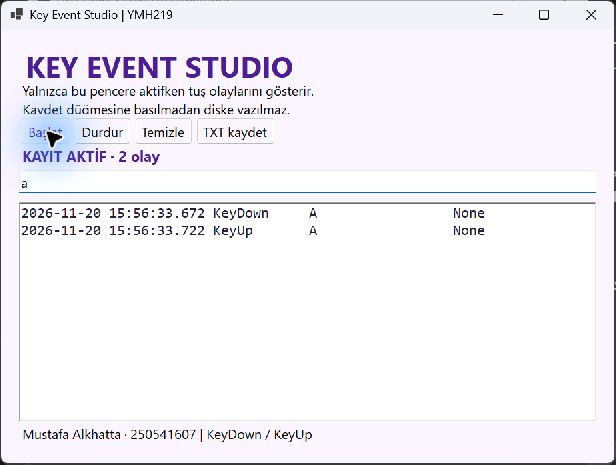 Key Event Studio | YMH219
KEY EVENT STUDIO
Yalnızca bu pencere aktifken tuş olaylarını gösterir.
Kaydet düğmesine basılmadan diske yazılmaz.
Durdur Temizle TXT kaydet
KAYIT AKTİF · 2 olay
a
2026-11-20 15:56:33.672 KeyDown A None
2026-11-20 15:56:33.722 KeyUp A None
Mustafa Alkhatta · 250541607 | KeyDown / KeyUp